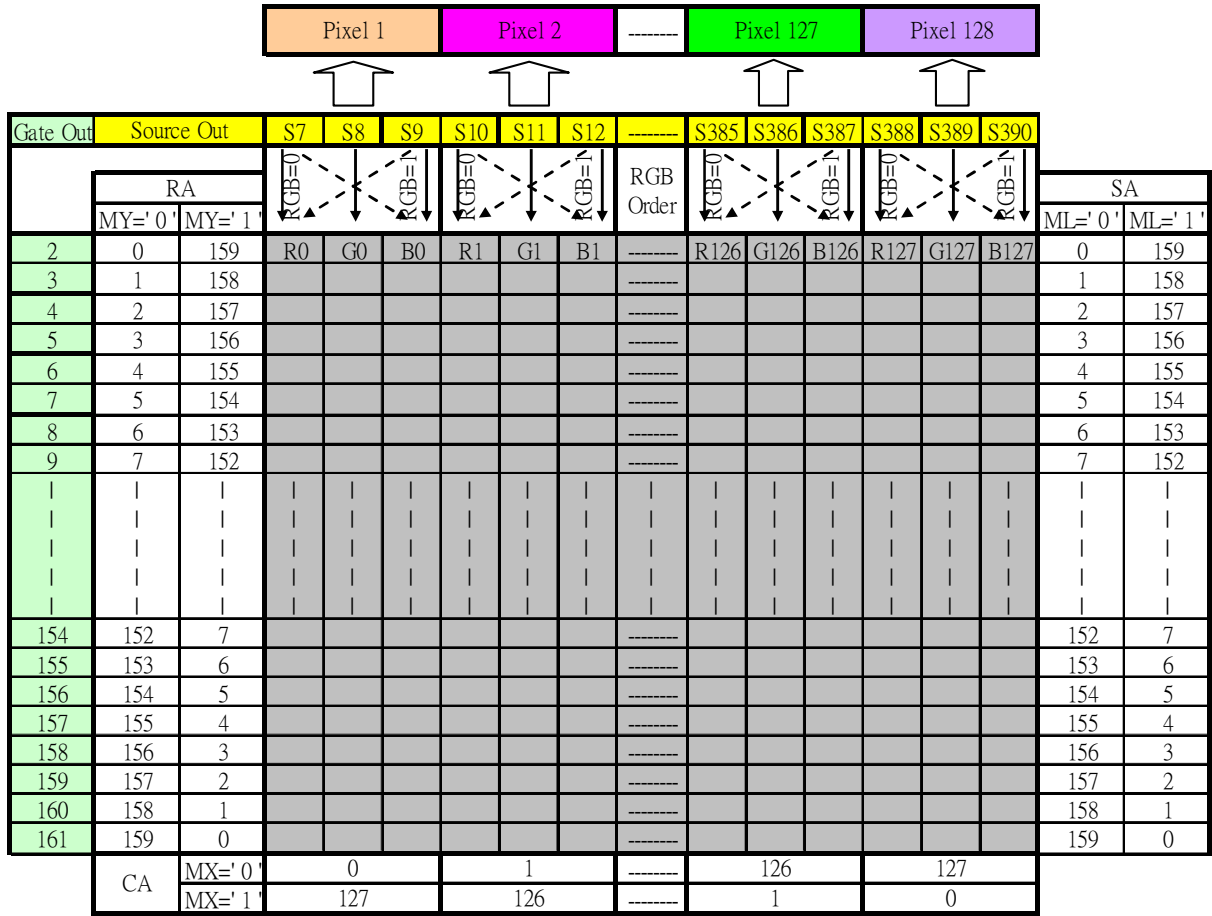 Pixel 1 Pixel 2 -------- Pixel 127 Pixel 128
Gate Out Source Out S7 S8 S9 S10 S11 S12 -------- S385 S386 S387 S388 S389 S390
RGB=0 RGB=1 RGB=0 RGB=1 RGB Order RGB=0 RGB=1 RGB=0 RGB=1
RA SA
MY=' 0 ' MY=' 1 ' ML=' 0 ' ML=' 1 '
2 0 159 R0 G0 B0 R1 G1 B1 -------- R126 G126 B126 R127 G127 B127 0 159
3 1 158 -------- 1 158
4 2 157 -------- 2 157
5 3 156 -------- 3 156
6 4 155 -------- 4 155
7 5 154 -------- 5 154
8 6 153 -------- 6 153
9 7 152 -------- 7 152
154 152 7 -------- 152 7
155 153 6 -------- 153 6
156 154 5 -------- 154 5
157 155 4 -------- 155 4
158 156 3 -------- 156 3
159 157 2 -------- 157 2
160 158 1 -------- 158 1
161 159 0 -------- 159 0
CA
MX=' 0 ' 0 1 -------- 126 127
MX=' 1 ' 127 126 -------- 1 0